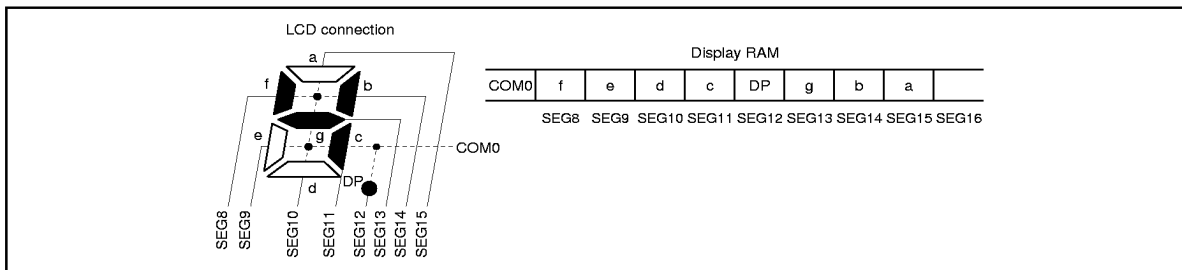 LCD connection
Display RAM
a
f
b
COM0 f e d c DP g b a
SEG8 SEG9 SEG10 SEG11 SEG12 SEG13 SEG14 SEG15 SEG16
e
g
c
COM0
d
DP
SEG8
SEG9
SEG10
SEG11
SEG12
SEG13
SEG14
SEG15